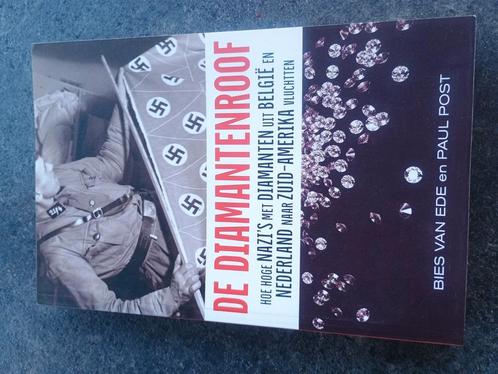 DE DIAMANTENROOF
HOE HOGE NAZI'S MET DIAMANTEN UIT BELGIË EN
NEDERLAND NAAR ZUID-AMERIKA VLUCHTTEN
BIES VAN EDE en PAUL POST